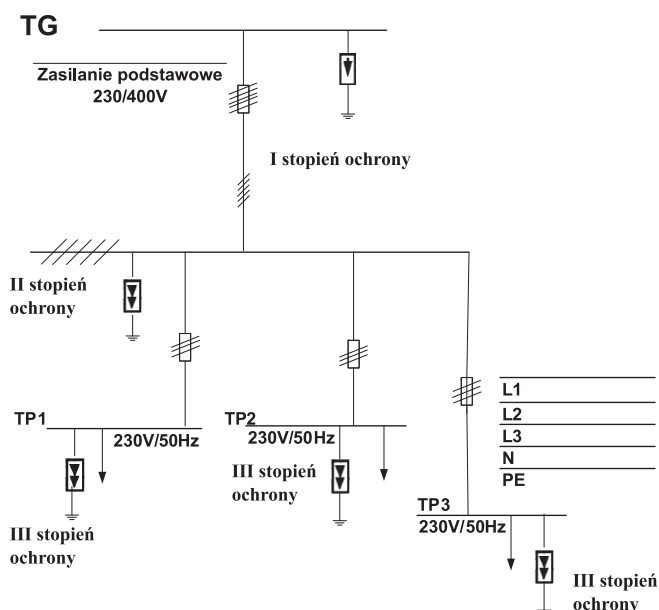 TG
Zasilanie podstawowe
230/400V
I stopień ochrony
II stopień
ochrony
L1
L2
L3
N
PE
TP1
230V/50Hz
TP2
230V/50Hz
III stopień
ochrony
III stopień
ochrony
TP3
230V/50Hz
III stopień
ochrony